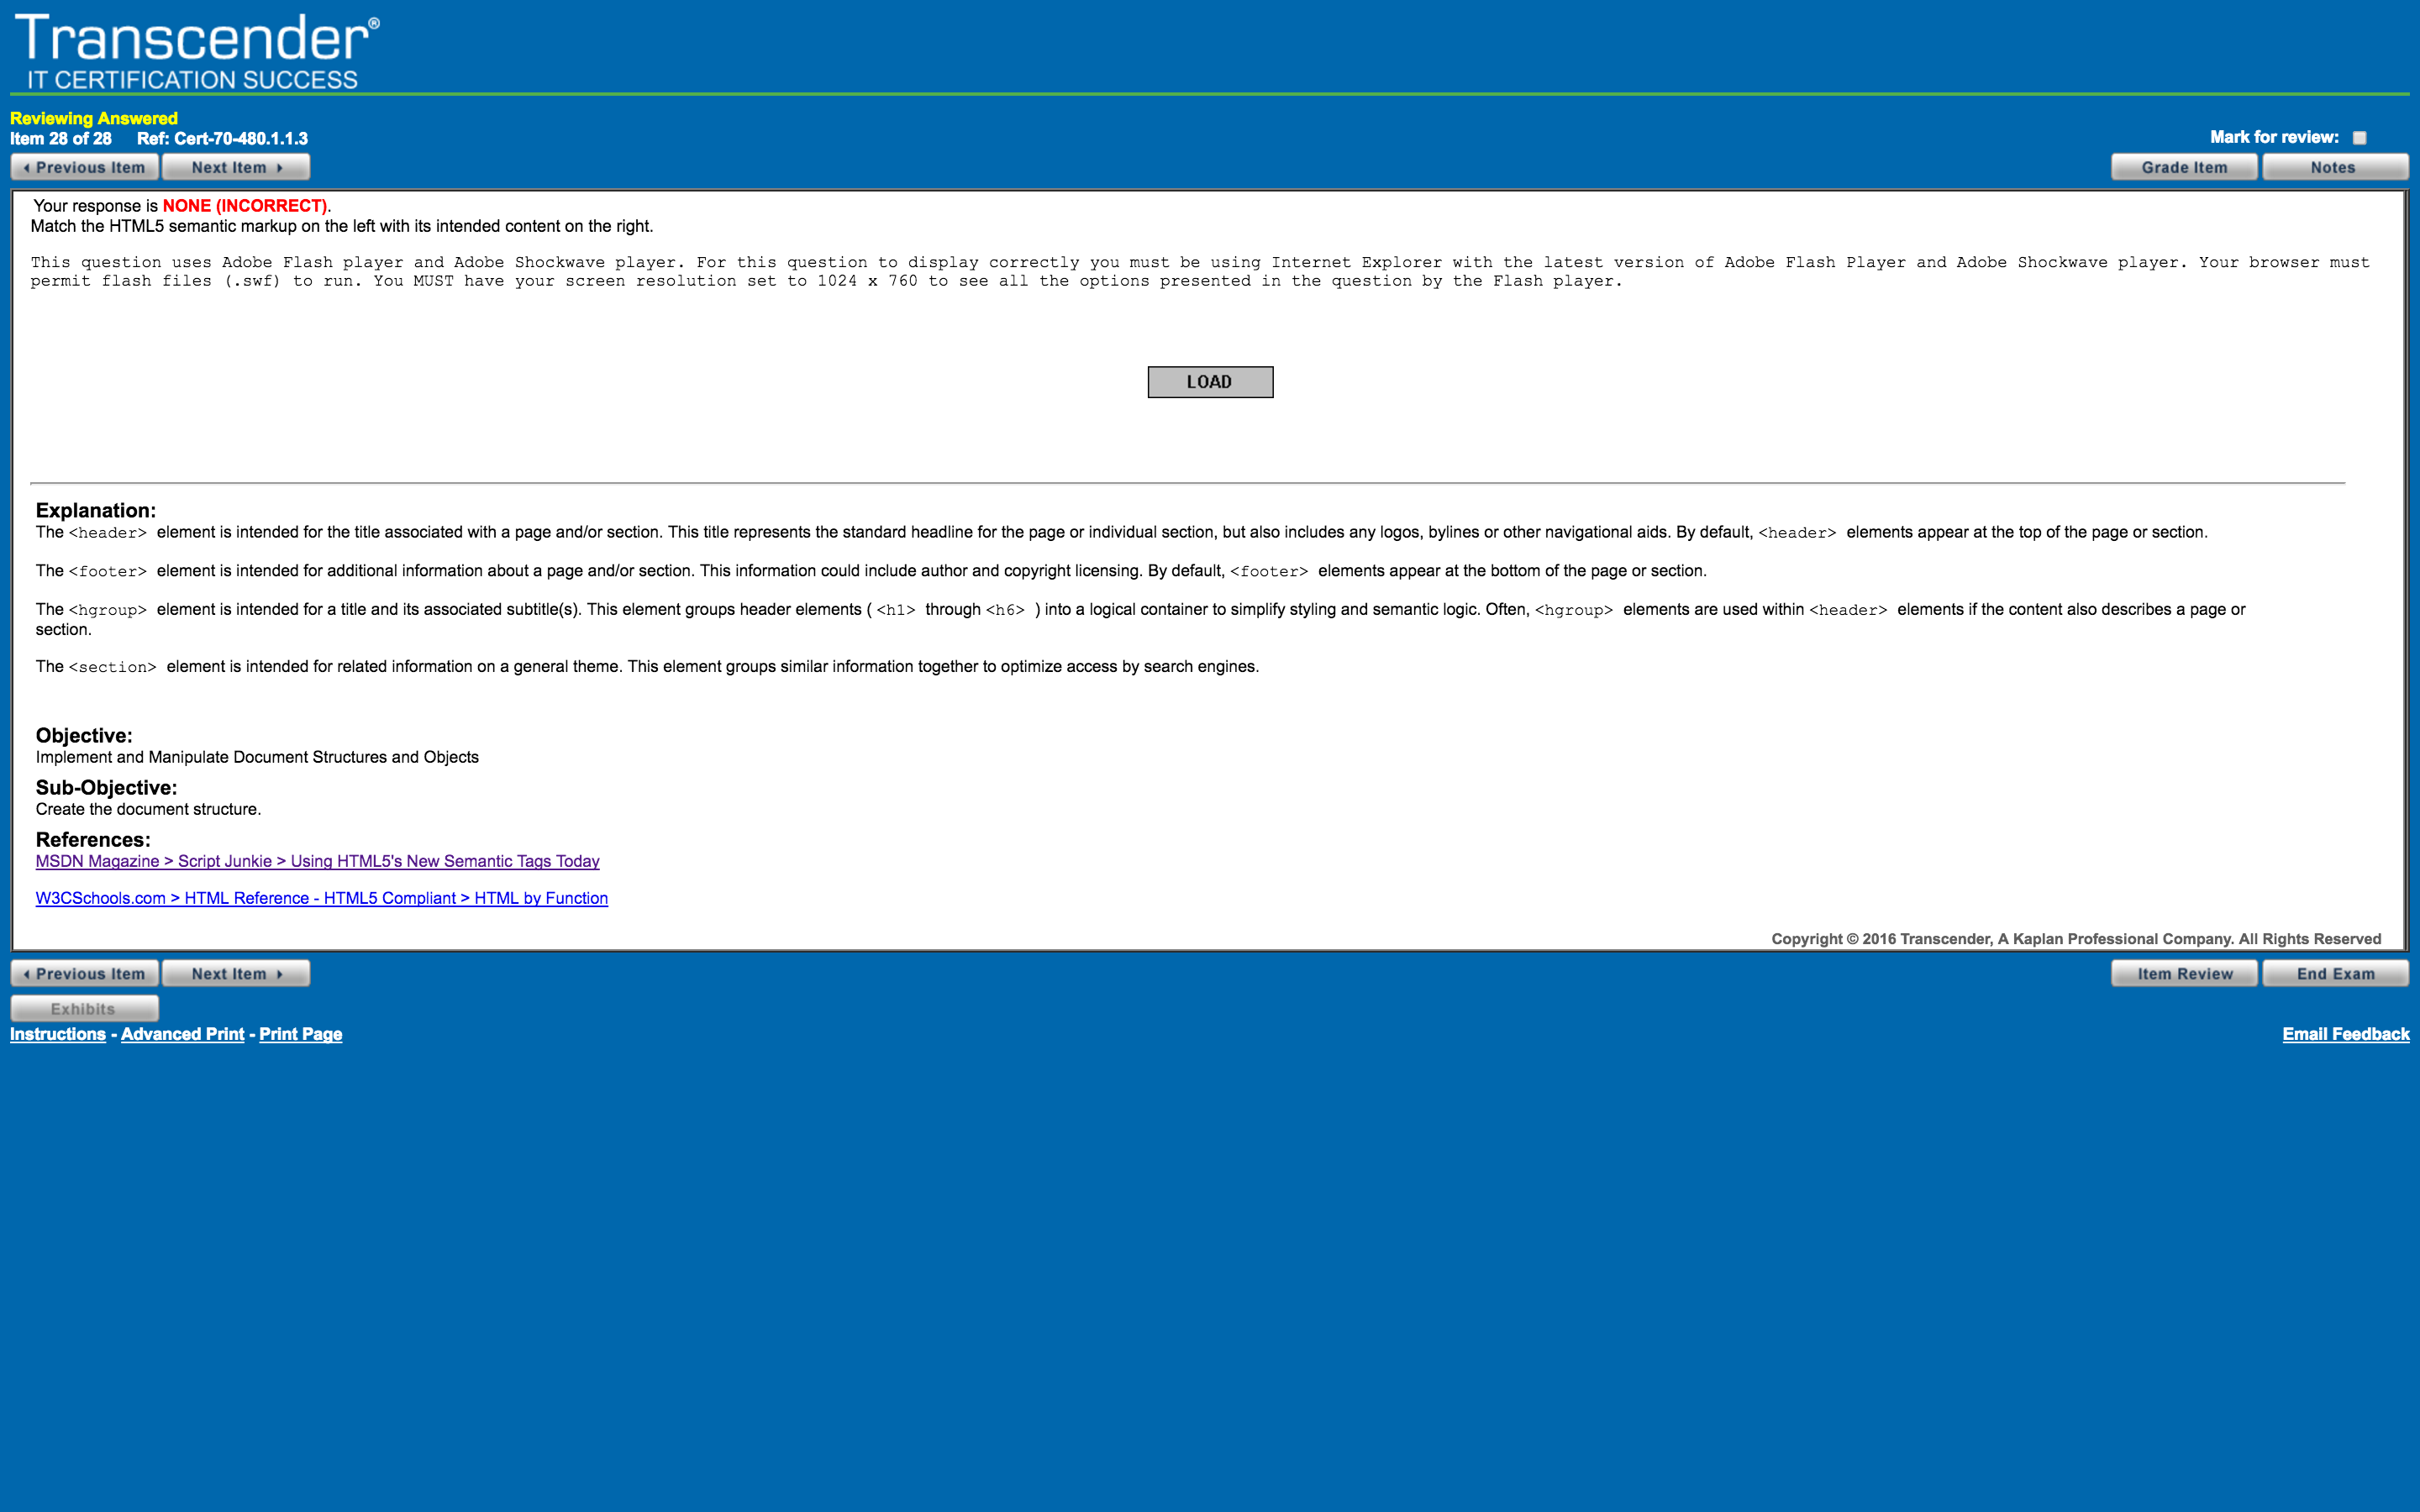 Transcender®
IT CERTIFICATION SUCCESS
Reviewing Answered
Item 28 of 28 Ref: Cert-70-480.1.1.3
Mark for review:
Previous Item Next Item Grade Item Notes
Your response is NONE (INCORRECT).
Match the HTML5 semantic markup on the left with its intended content on the right.
This question uses Adobe Flash player and Adobe Shockwave player. For this question to display correctly you must be using Internet Explorer with the latest version of Adobe Flash Player and Adobe Shockwave player. Your browser must
permit flash files (.swf) to run. You MUST have your screen resolution set to 1024 x 760 to see all the options presented in the question by the Flash player.
LOAD
Explanation:
The <header> element is intended for the title associated with a page and/or section. This title represents the standard headline for the page or individual section, but also includes any logos, bylines or other navigational aids. By default, <header> elements appear at the top of the page or section.
The <footer> element is intended for additional information about a page and/or section. This information could include author and copyright licensing. By default, <footer> elements appear at the bottom of the page or section.
The <hgroup> element is intended for a title and its associated subtitle(s). This element groups header elements ( <h1> through <h6> ) into a logical container to simplify styling and semantic logic. Often, <hgroup> elements are used within <header> elements if the content also describes a page or
section.
The <section> element is intended for related information on a general theme. This element groups similar information together to optimize access by search engines.
Objective:
Implement and Manipulate Document Structures and Objects
Sub-Objective:
Create the document structure.
References:
MSDN Magazine > Script Junkie > Using HTML5's New Semantic Tags Today
W3CSchools.com > HTML Reference - HTML5 Compliant > HTML by Function
Copyright © 2016 Transcender, A Kaplan Professional Company. All Rights Reserved
Previous Item Next Item Item Review End Exam
Exhibits
Instructions - Advanced Print - Print Page Email Feedback